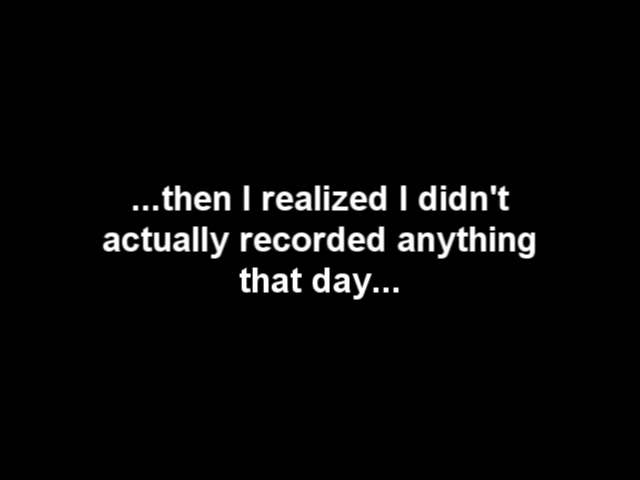 ...then I realized I didn't
actually recorded anything
that day...